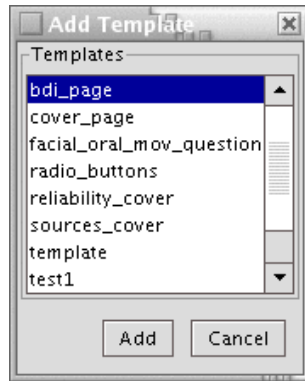 Add Template
Templates
bdi_page
cover_page
facial_oral_mov_question
radio_buttons
reliability_cover
sources_cover
template
test1
Add Cancel